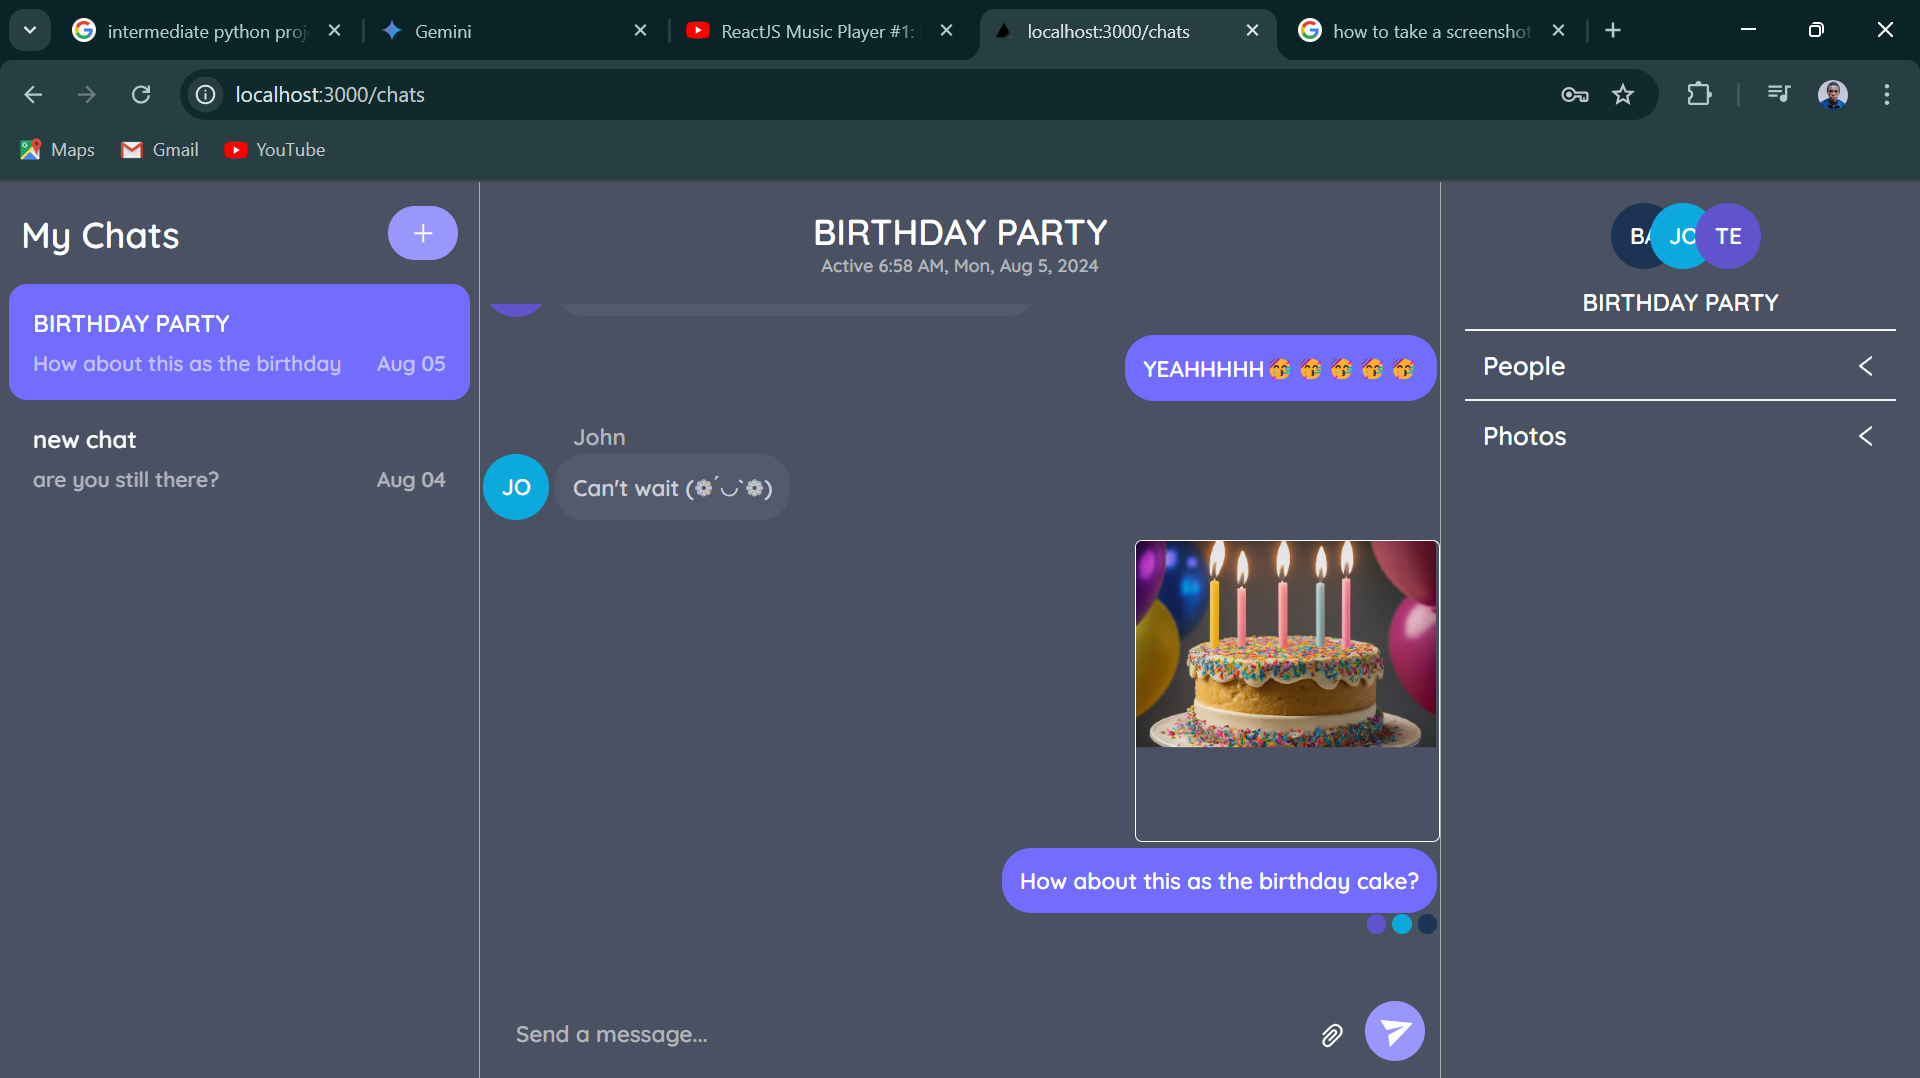 intermediate python proj
Gemini
ReactJS Music Player #1:
localhost:3000/chats
how to take a screenshot
localhost:3000/chats
Maps
Gmail
YouTube
My Chats
+
BIRTHDAY PARTY
How about this as the birthday
Aug 05
new chat
are you still there?
Aug 04
BIRTHDAY PARTY
Active 6:58 AM, Mon, Aug 5, 2024
YEAHHHHH🥳 🥳 🥳 🥳 🥳
John
JO
Can't wait (❁´◡`❁)
How about this as the birthday cake?
Send a message...
BA JO TE
BIRTHDAY PARTY
People <
Photos <